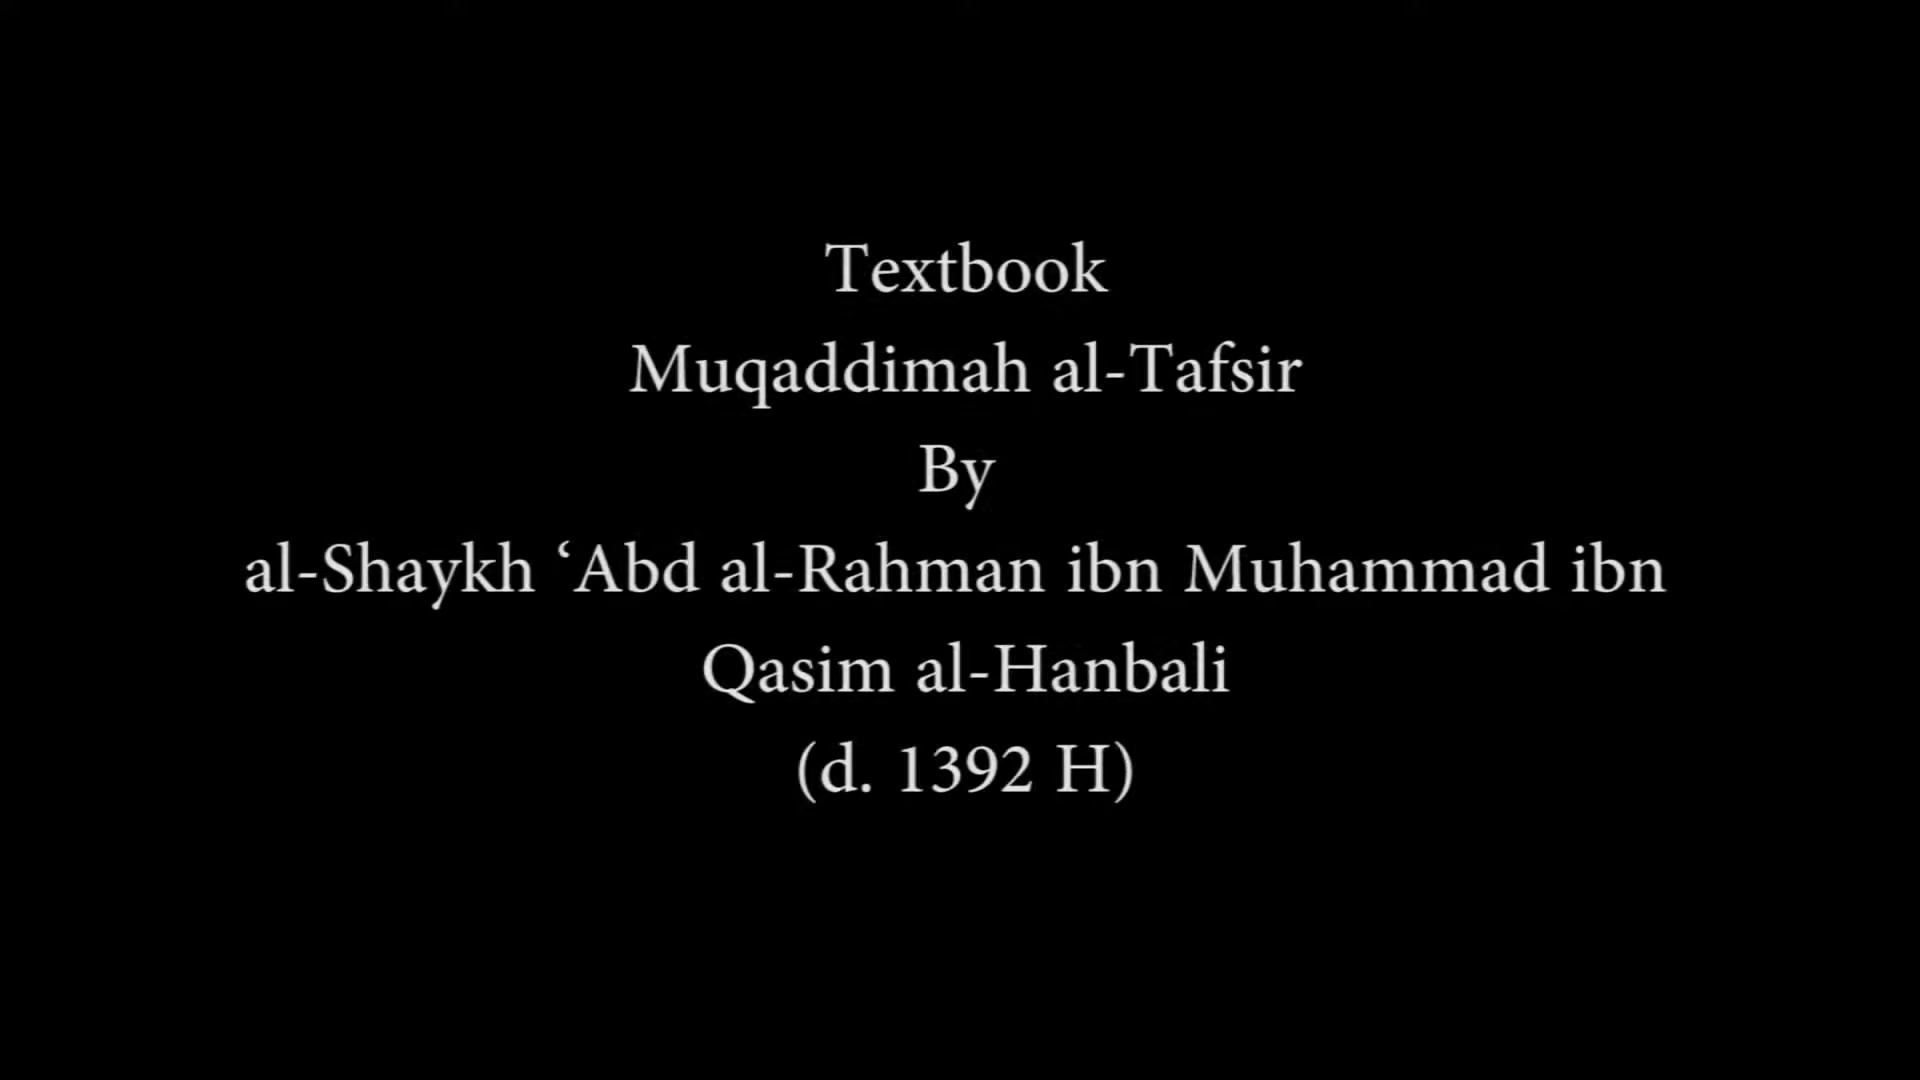 Textbook
Muqaddimah al-Tafsir
By
al-Shaykh ‘Abd al-Rahman ibn Muhammad ibn
Qasim al-Hanbali
(d. 1392 H)